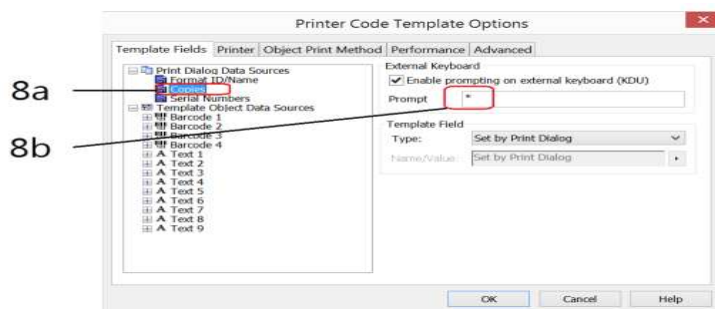 Printer Code Template Options
Template Fields Printer Object Print Method Performance Advanced
Print Dialog Data Sources
Format ID/Name
Copies
Serial Numbers
Template Object Data Sources
Barcode 1
Barcode 2
Barcode 3
Barcode 4
A Text 1
A Text 2
A Text 3
A Text 4
A Text 5
A Text 6
A Text 7
A Text 8
A Text 9
External Keyboard
Enable prompting on external keyboard (KDU)
Prompt *
Template Field
Type: Set by Print Dialog
Name/Value: Set by Print Dialog
OK Cancel Help
8a
8b